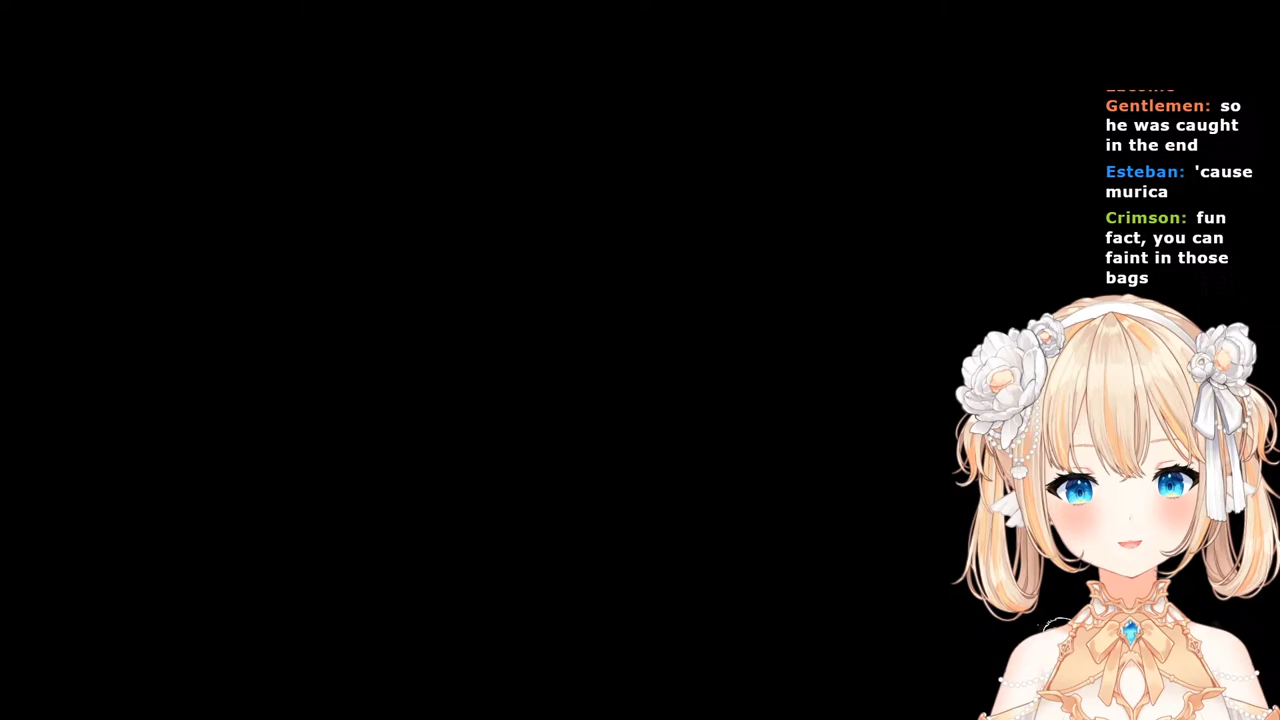 Gentlemen: so
he was caught
in the end
Esteban: 'cause
murica
Crimson: fun
fact, you can
faint in those
bags